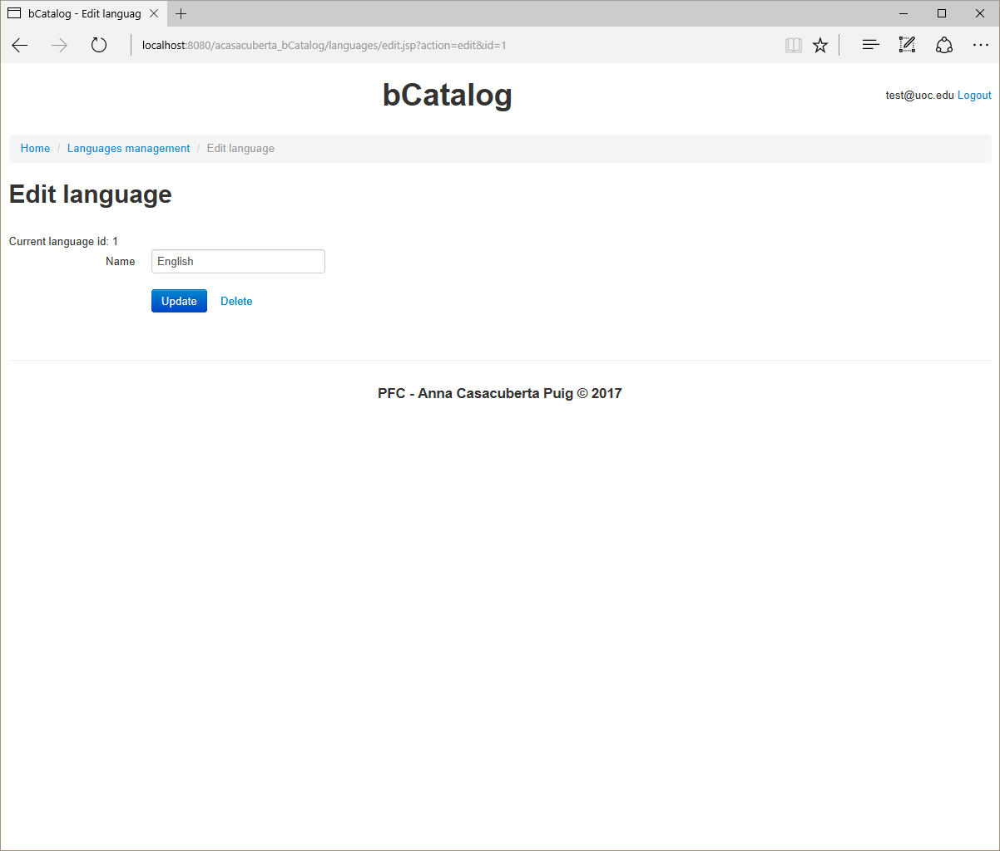 bCatalog - Edit languag
localhost:8080/acasacuberta_bCatalog/languages/edit.jsp?action=edit&id=1
bCatalog
test@uoc.edu Logout
Home / Languages management / Edit language
Edit language
Current language id: 1
Name English
Update Delete
PFC - Anna Casacuberta Puig © 2017